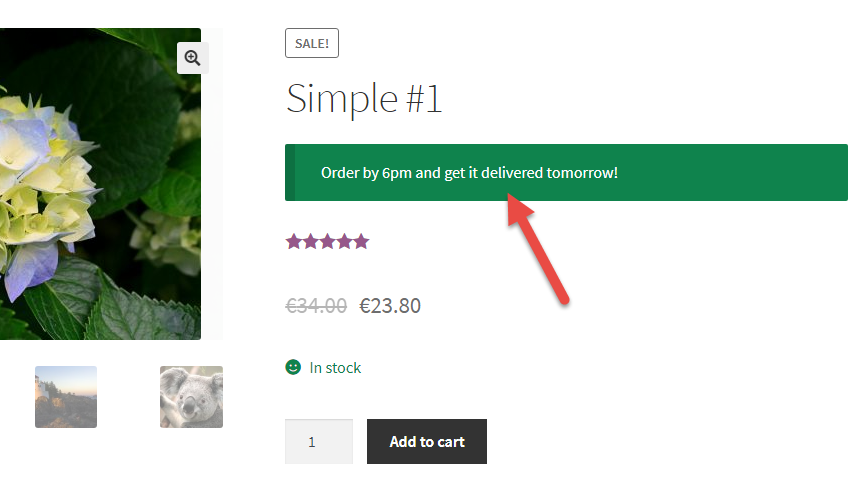 SALE!
Simple #1
Order by 6pm and get it delivered tomorrow!
€34.00 €23.80
In stock
1 Add to cart